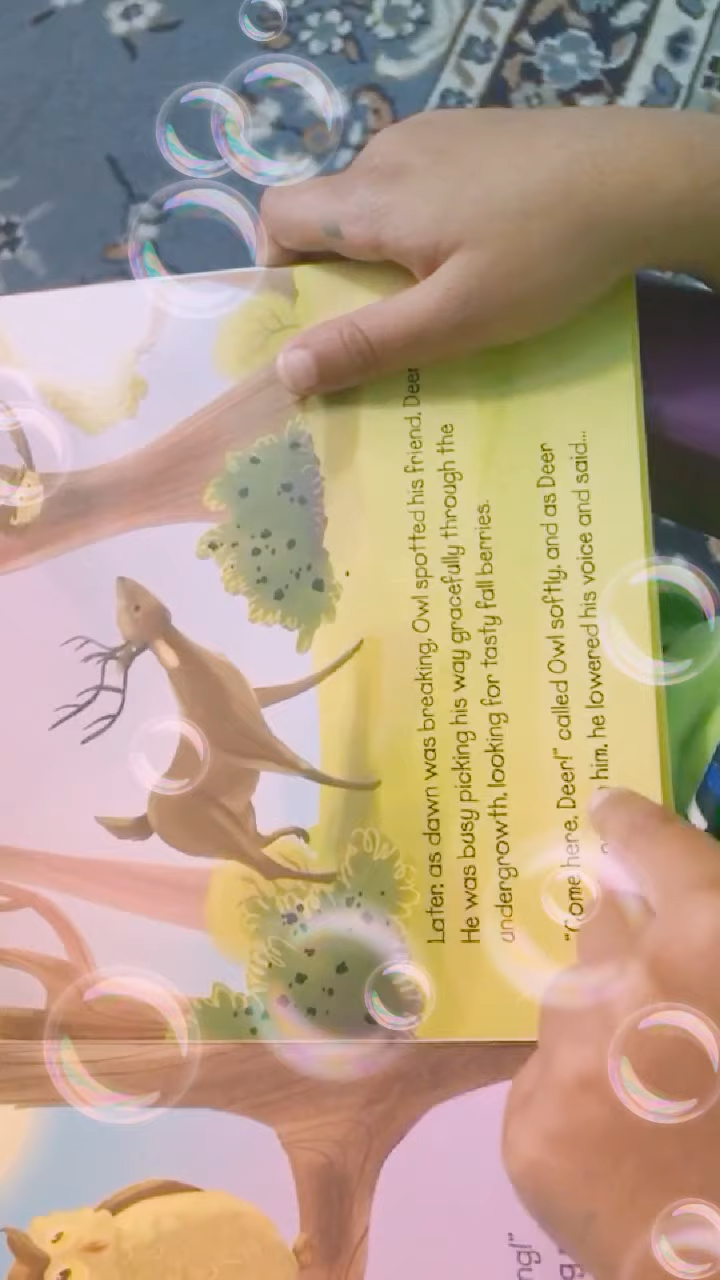 Later, as dawn was breaking, Owl spotted his friend, Deer
He was busy picking his way gracefully through the
undergrowth, looking for tasty fall berries.
"Come here, Deer!" called Owl softly, and as Deer
him, he lowered his voice and said...
ng!"